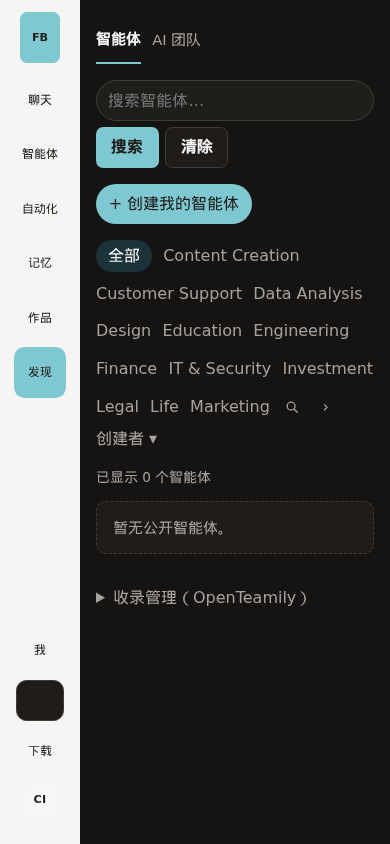 FB
聊天
智能体
自动化
记忆
作品
发现
我
下载
CI
智能体 AI 团队
搜索智能体...
搜索 清除
+ 创建我的智能体
全部 Content Creation
Customer Support Data Analysis
Design Education Engineering
Finance IT & Security Investment
Legal Life Marketing
创建者 ▾
已显示 0 个智能体
暂无公开智能体。
▶ 收录管理（OpenTeamily）